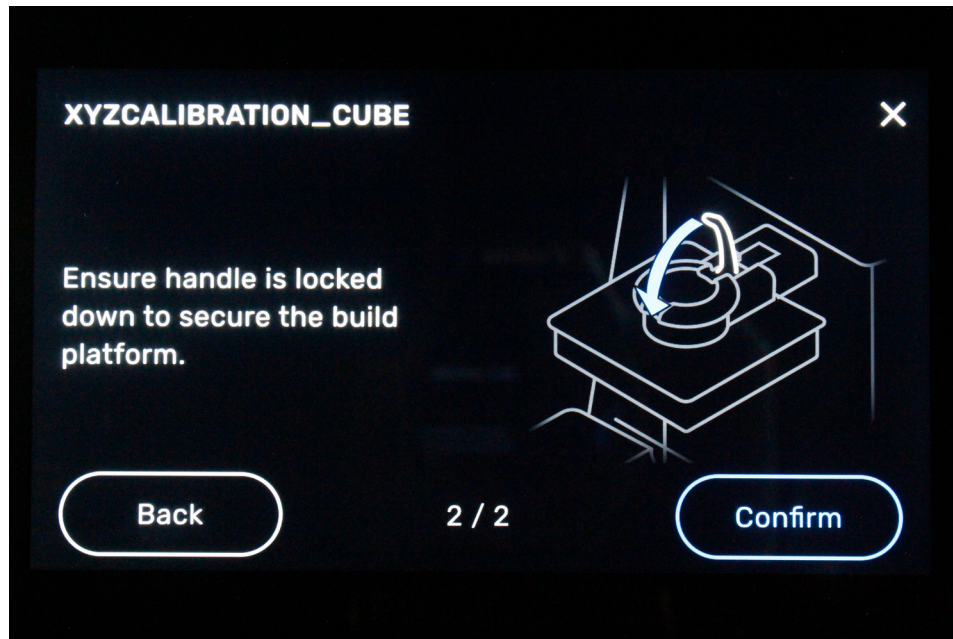 XYZCALIBRATION_CUBE
Ensure handle is locked
down to secure the build
platform.
Back
2 / 2
Confirm